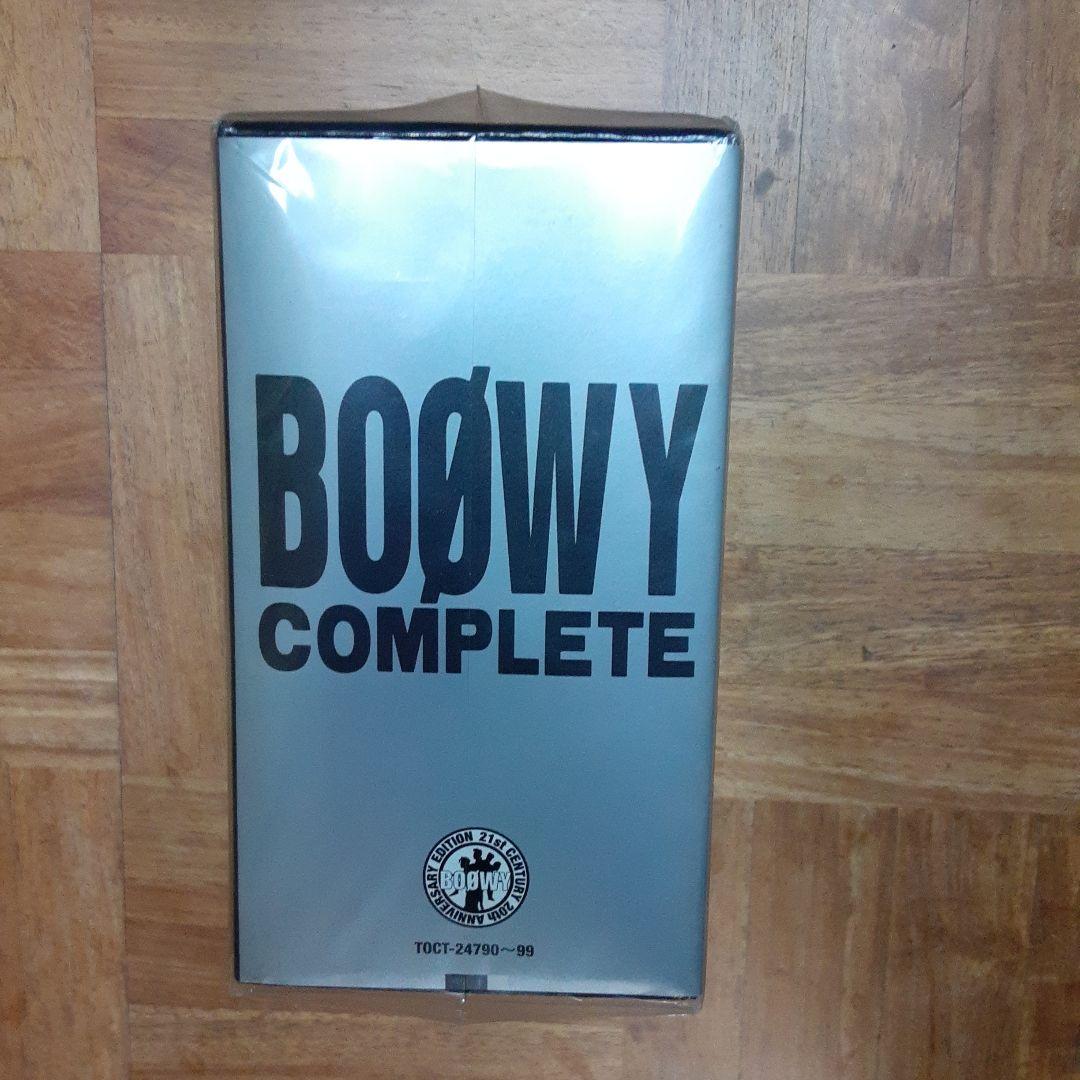 BOØWY
COMPLETE
21st CENTURY 20th ANNIVERSARY EDITION
BOØWY
TOCT-24790～99